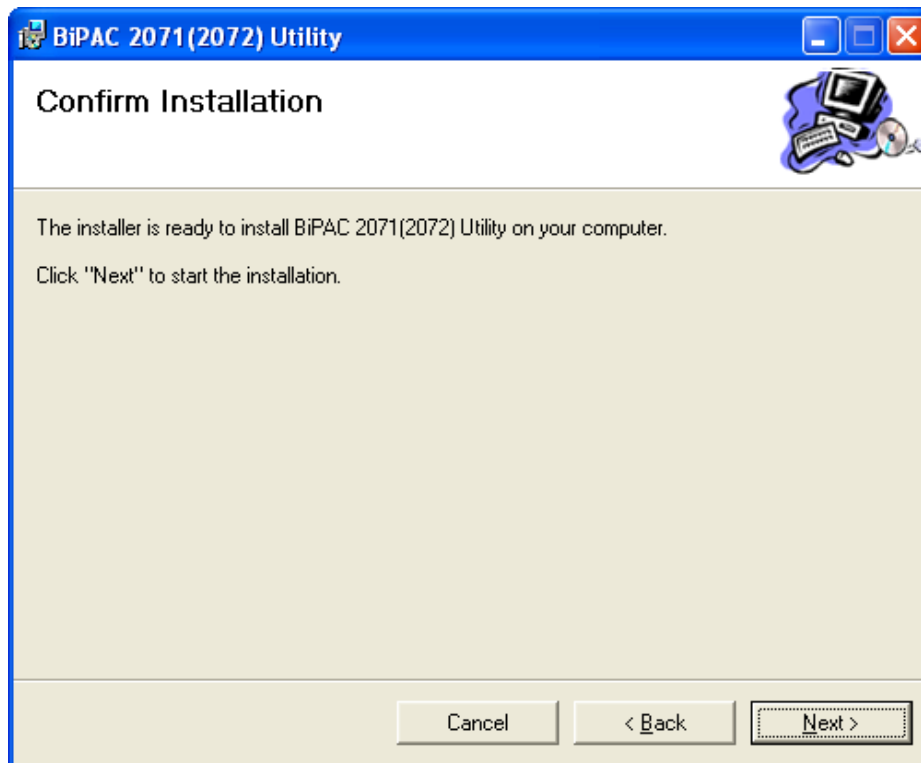 BiPAC 2071(2072) Utility
Confirm Installation
The installer is ready to install BiPAC 2071(2072) Utility on your computer.
Click "Next" to start the installation.
Cancel
< Back
Next >